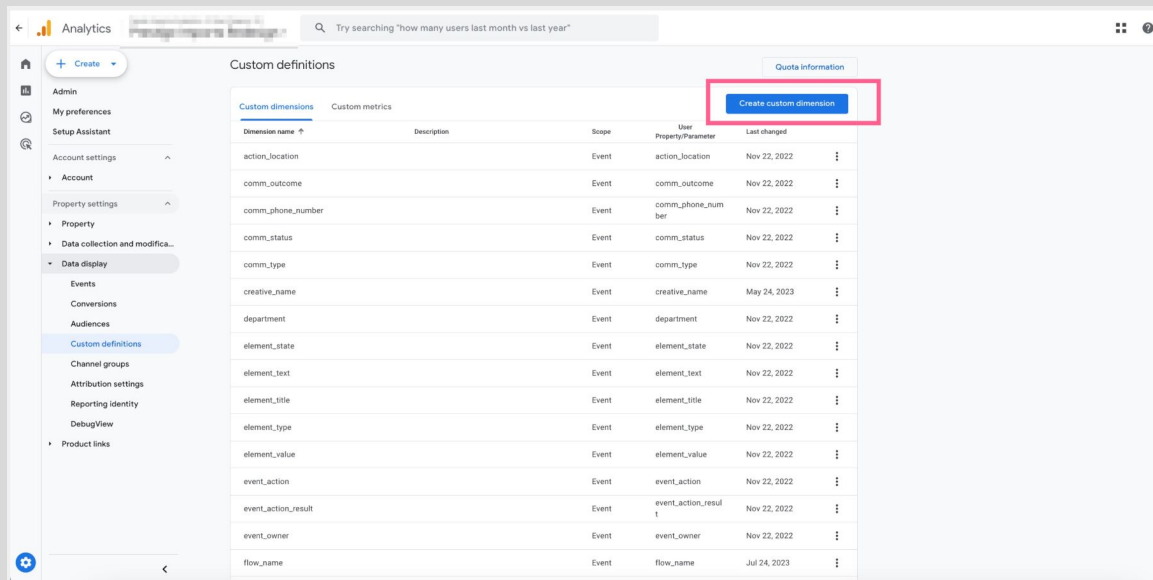 Analytics
Try searching "how many users last month vs last year"
Create
Admin
My preferences
Setup Assistant
Account settings
Account
Property settings
Property
Data collection and modifica...
Data display
Events
Conversions
Audiences
Custom definitions
Channel groups
Attribution settings
Reporting identity
DebugView
Product links
Custom definitions
Quota information
Custom dimensions Custom metrics
Create custom dimension
Dimension name Description Scope User Property/Parameter Last changed
action_location Event action_location Nov 22, 2022
comm_outcome Event comm_outcome Nov 22, 2022
comm_phone_number Event comm_phone_num
ber Nov 22, 2022
comm_status Event comm_status Nov 22, 2022
comm_type Event comm_type Nov 22, 2022
creative_name Event creative_name May 24, 2023
department Event department Nov 22, 2022
element_state Event element_state Nov 22, 2022
element_text Event element_text Nov 22, 2022
element_title Event element_title Nov 22, 2022
element_type Event element_type Nov 22, 2022
element_value Event element_value Nov 22, 2022
event_action Event event_action Nov 22, 2022
event_action_result Event event_action_resul
t Nov 22, 2022
event_owner Event event_owner Nov 22, 2022
flow_name Event flow_name Jul 24, 2023